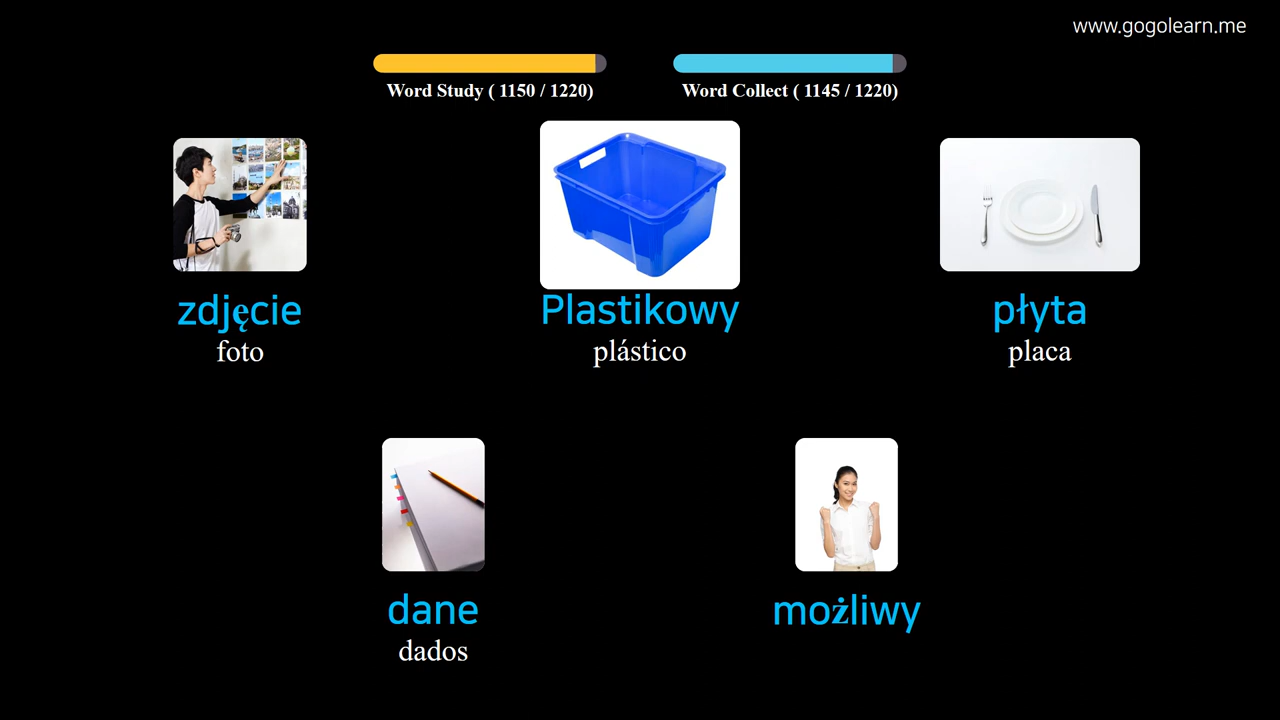 www.gogolearn.me
Word Study ( 1150 / 1220)
Word Collect ( 1145 / 1220)
zdjęcie
foto
Plastikowy
plástico
płyta
placa
dane
dados
możliwy